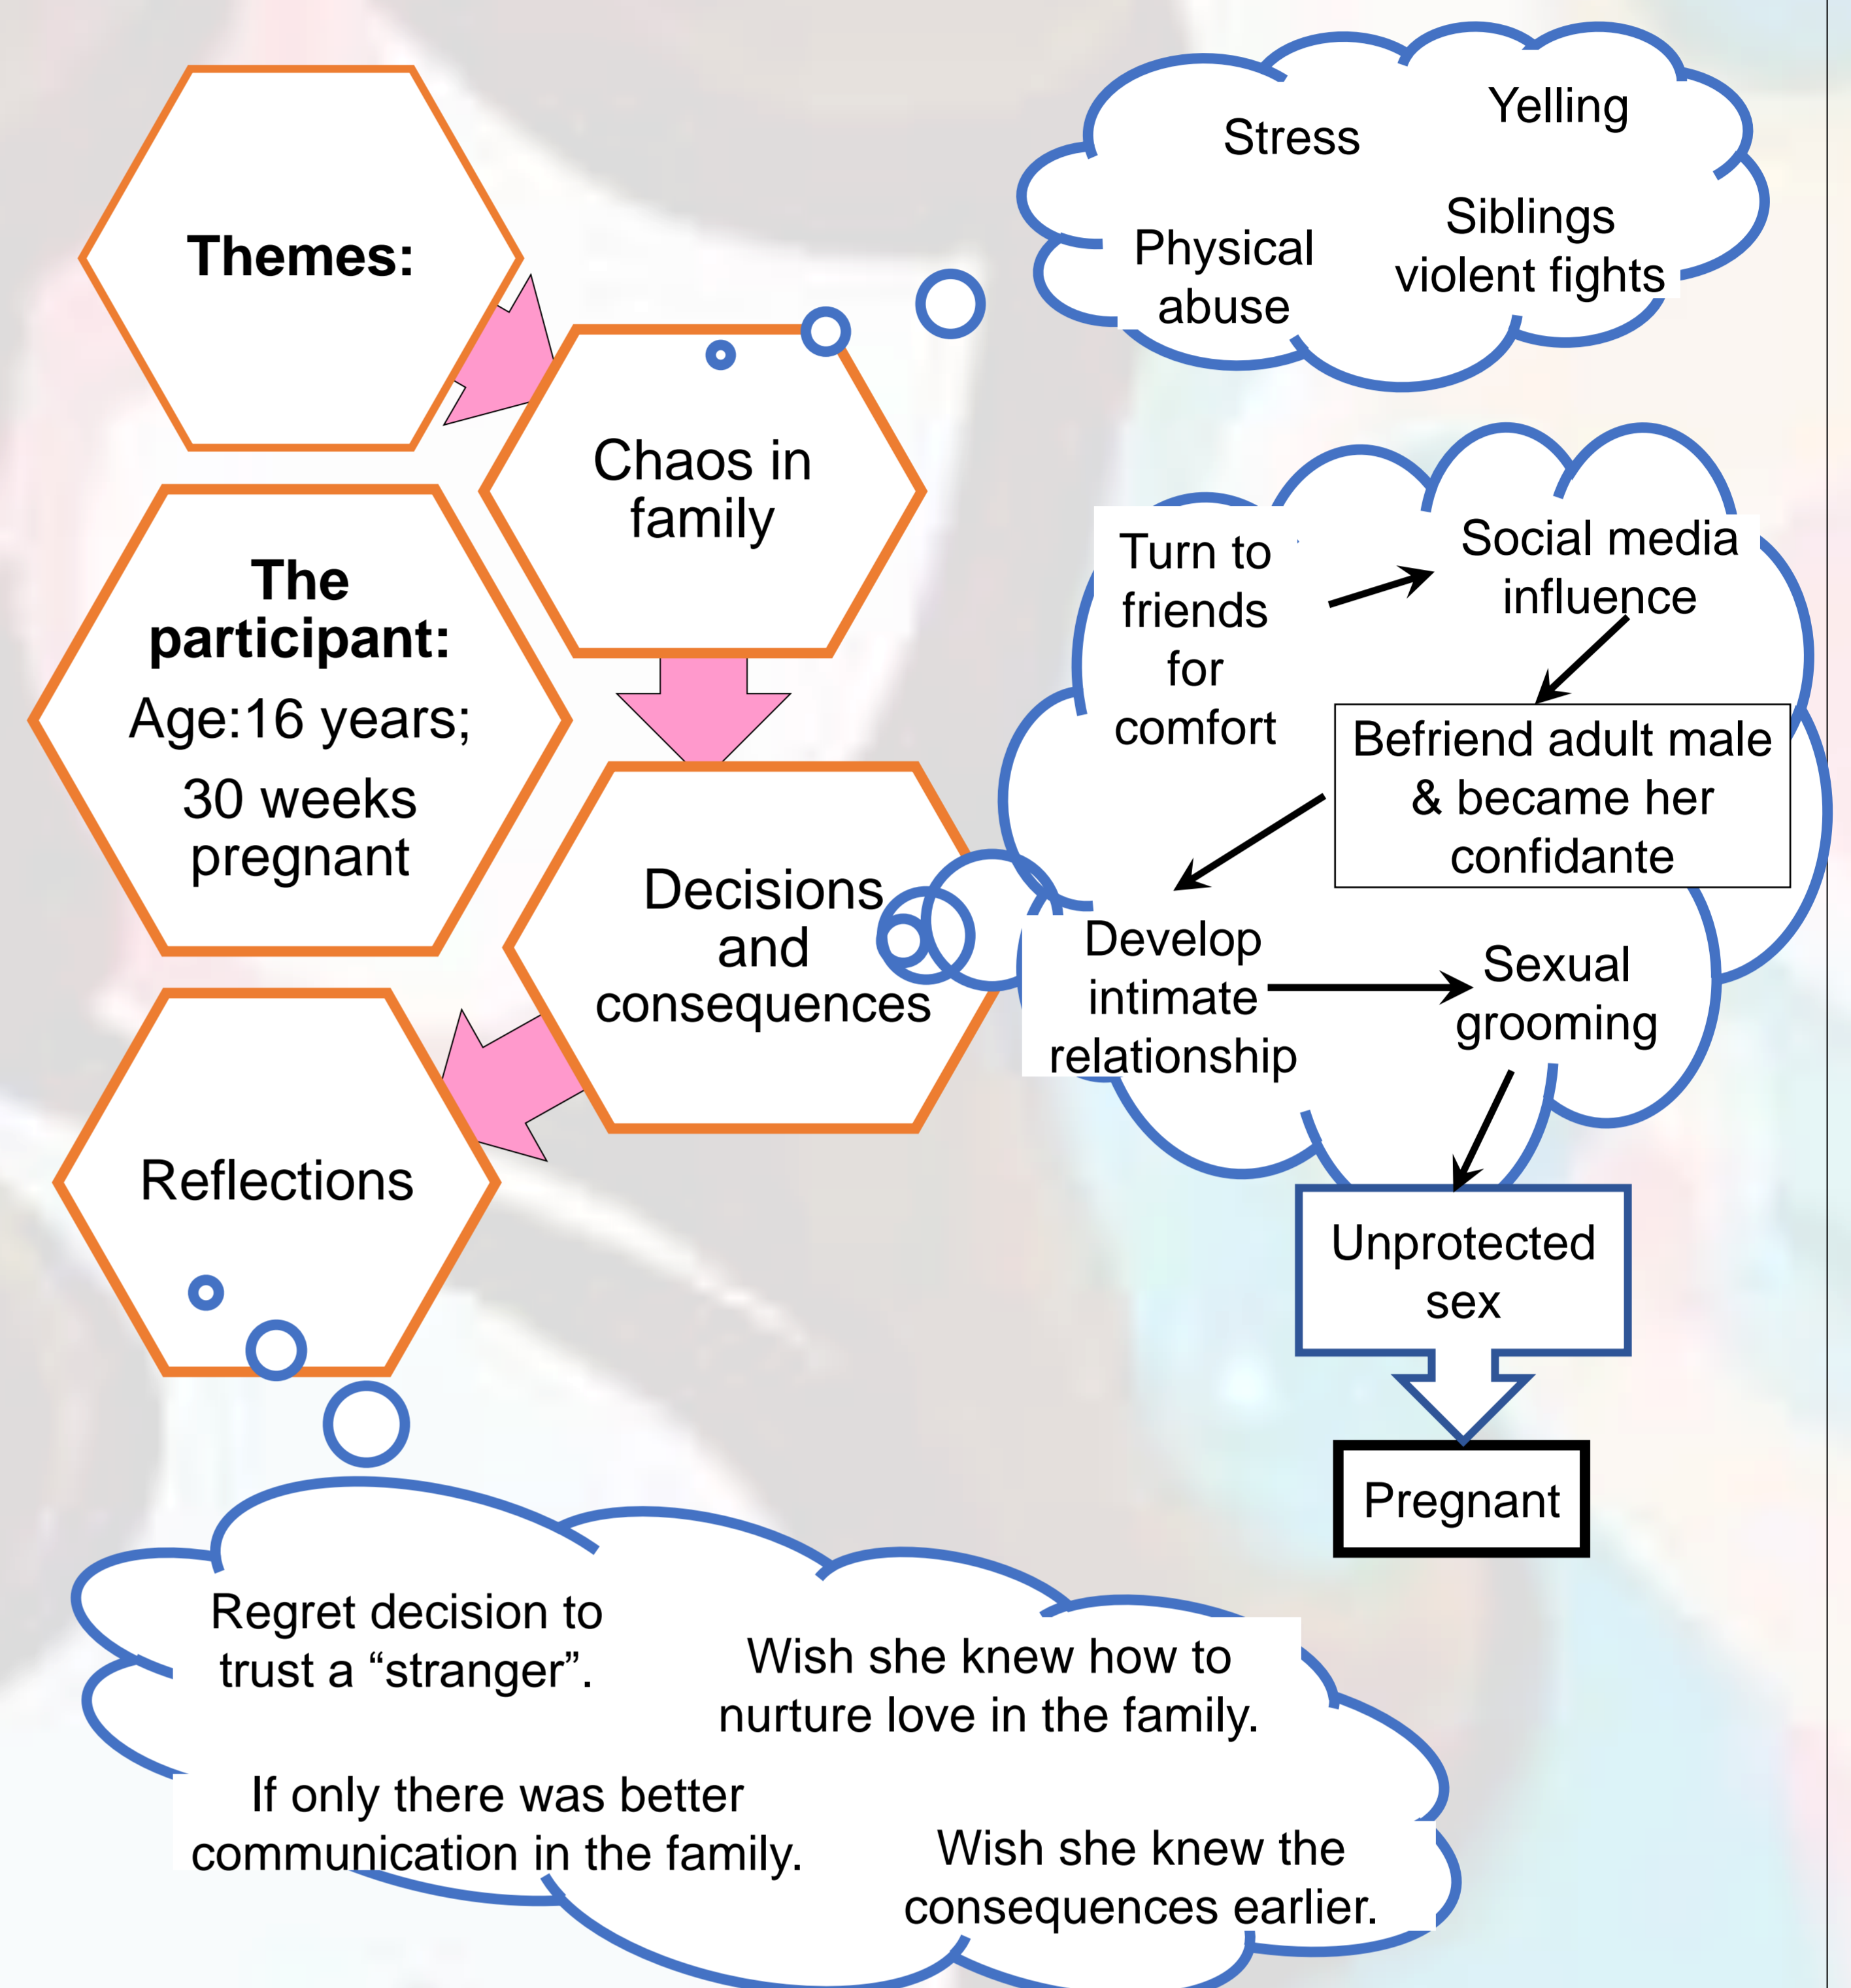 Themes:
Chaos in
family
Stress
Yelling
Physical
abuse
Siblings
violent fights
The
participant:
Age:16 years;
30 weeks
pregnant
Decisions
and
consequences
Turn to
friends
for
comfort
Social media
influence
Befriend adult male
& became her
confidante
Develop
intimate
relationship
Sexual
grooming
Unprotected
sex
Pregnant
Reflections
Regret decision to
trust a “stranger”.
Wish she knew how to
nurture love in the family.
If only there was better
communication in the family.
Wish she knew the
consequences earlier.